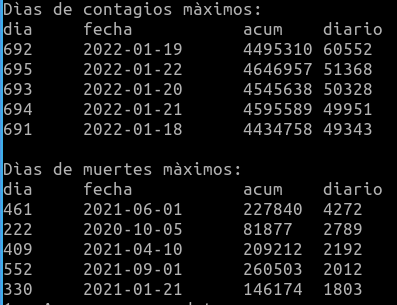 Dìas de contagios màximos:
dia fecha acum diario
692 2022-01-19 4495310 60552
695 2022-01-22 4646957 51368
693 2022-01-20 4545638 50328
694 2022-01-21 4595589 49951
691 2022-01-18 4434758 49343
Dìas de muertes màximos:
dia fecha acum diario
461 2021-06-01 227840 4272
222 2020-10-05 81877 2789
409 2021-04-10 209212 2192
552 2021-09-01 260503 2012
330 2021-01-21 146174 1803